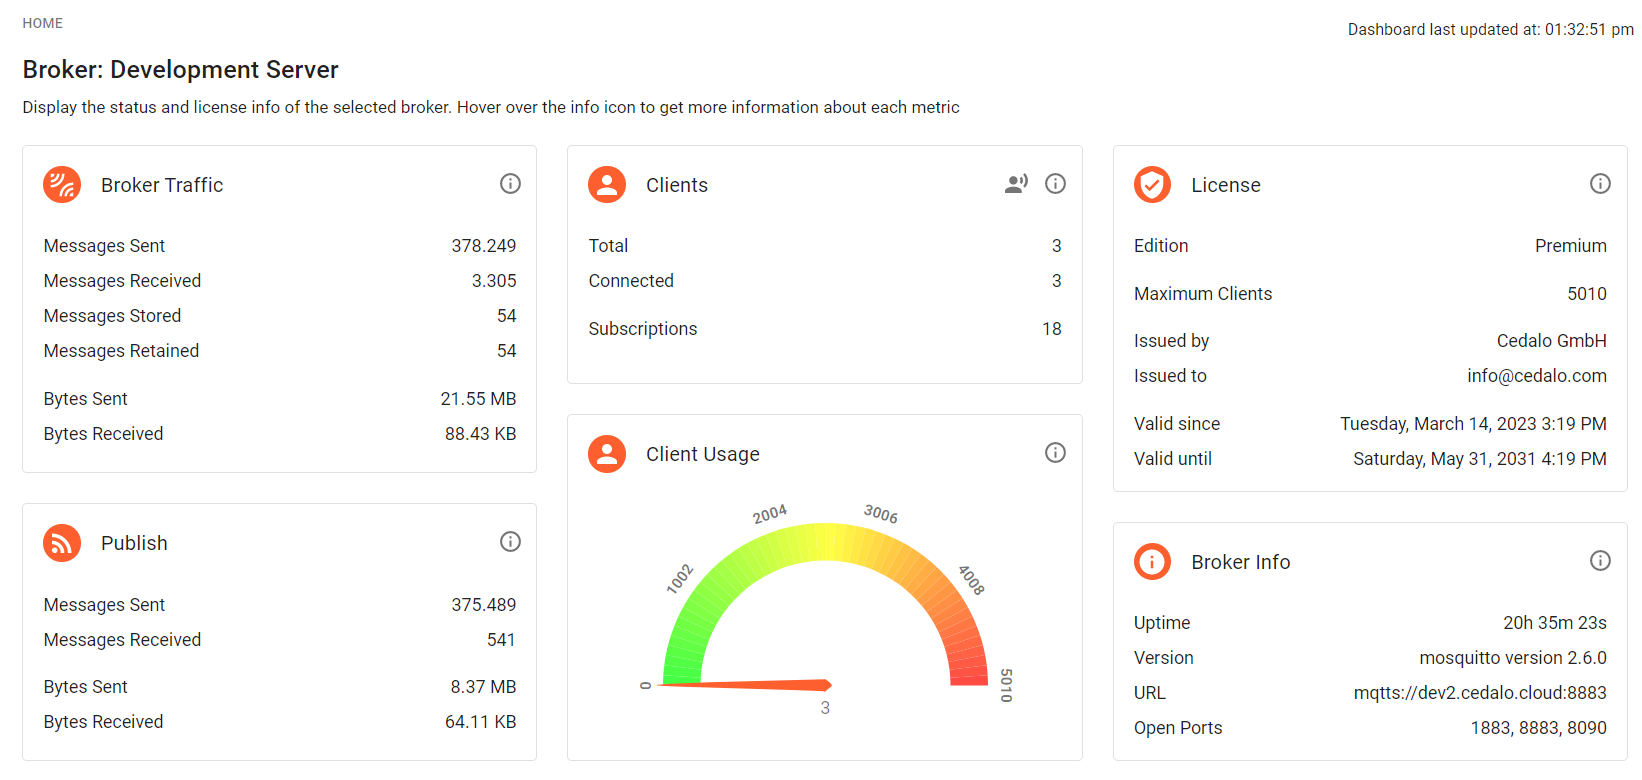 HOME
Dashboard last updated at: 01:32:51 pm
Broker: Development Server
Display the status and license info of the selected broker. Hover over the info icon to get more information about each metric
Broker Traffic
Messages Sent 378.249
Messages Received 3.305
Messages Stored 54
Messages Retained 54
Bytes Sent 21.55 MB
Bytes Received 88.43 KB
Publish
Messages Sent 375.489
Messages Received 541
Bytes Sent 8.37 MB
Bytes Received 64.11 KB
Clients
Total 3
Connected 3
Subscriptions 18
Client Usage
0
1002
2004
3006
4008
5010
3
License
Edition Premium
Maximum Clients 5010
Issued by Cedalo GmbH
Issued to info@cedalo.com
Valid since Tuesday, March 14, 2023 3:19 PM
Valid until Saturday, May 31, 2031 4:19 PM
Broker Info
Uptime 20h 35m 23s
Version mosquitto version 2.6.0
URL mqtts://dev2.cedalo.cloud:8883
Open Ports 1883, 8883, 8090